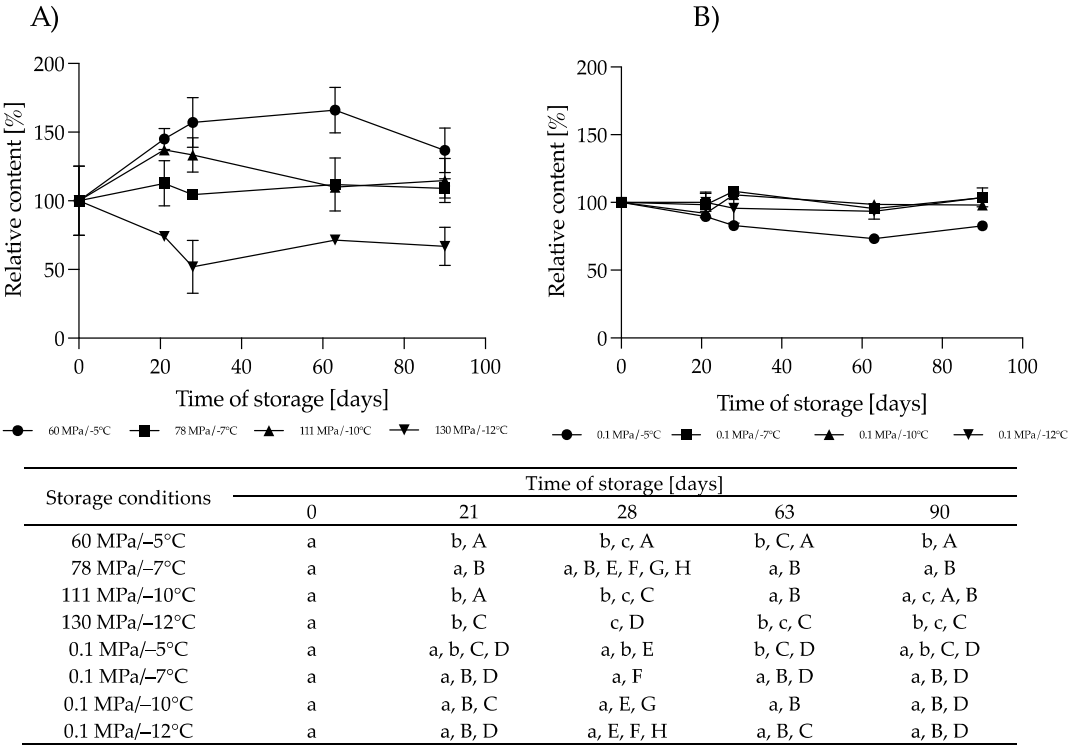 A)
B)
Relative content [%]
200
150
100
50
0
0 20 40 60 80 100
Time of storage [days]
60 MPa/-5°C 78 MPa/-7°C 111 MPa/-10°C 130 MPa/-12°C
Relative content [%]
200
150
100
50
0
0 20 40 60 80 100
Time of storage [days]
0.1 MPa/-5°C 0.1 MPa/-7°C 0.1 MPa/-10°C 0.1 MPa/-12°C
Storage conditions Time of storage [days]
0 21 28 63 90
60 MPa/–5°C a b, A b, c, A b, C, A b, A
78 MPa/–7°C a a, B a, B, E, F, G, H a, B a, B
111 MPa/–10°C a b, A b, c, C a, B a, c, A, B
130 MPa/–12°C a b, C c, D b, c, C b, c, C
0.1 MPa/–5°C a a, b, C, D a, b, E b, C, D a, b, C, D
0.1 MPa/–7°C a a, B, D a, F a, B, D a, B, D
0.1 MPa/–10°C a a, B, C a, E, G a, B a, B, D
0.1 MPa/–12°C a a, B, D a, E, F, H a, B, C a, B, D